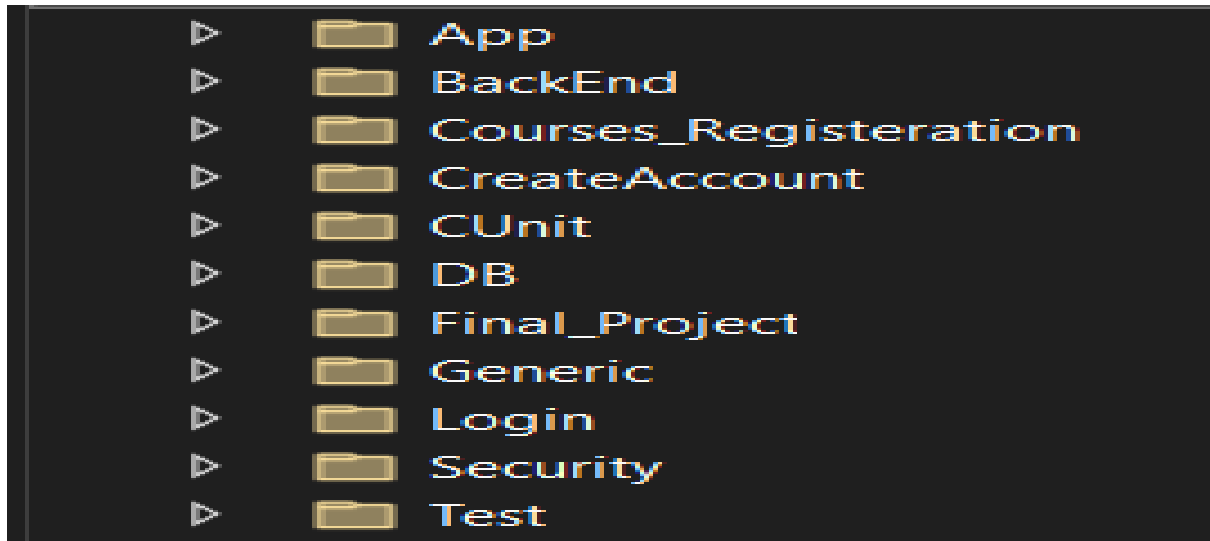 App
BackEnd
Courses_Registeration
CreateAccount
CUnit
DB
Final_Project
Generic
Login
Security
Test